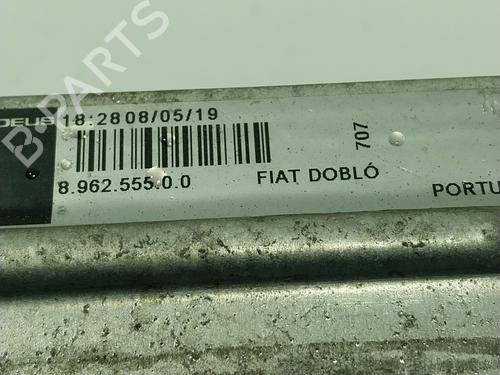 DEUS 18:28 08/05/19
707
8.962.555.0.0 FIAT DOBLÓ PORTU
B-PARTS